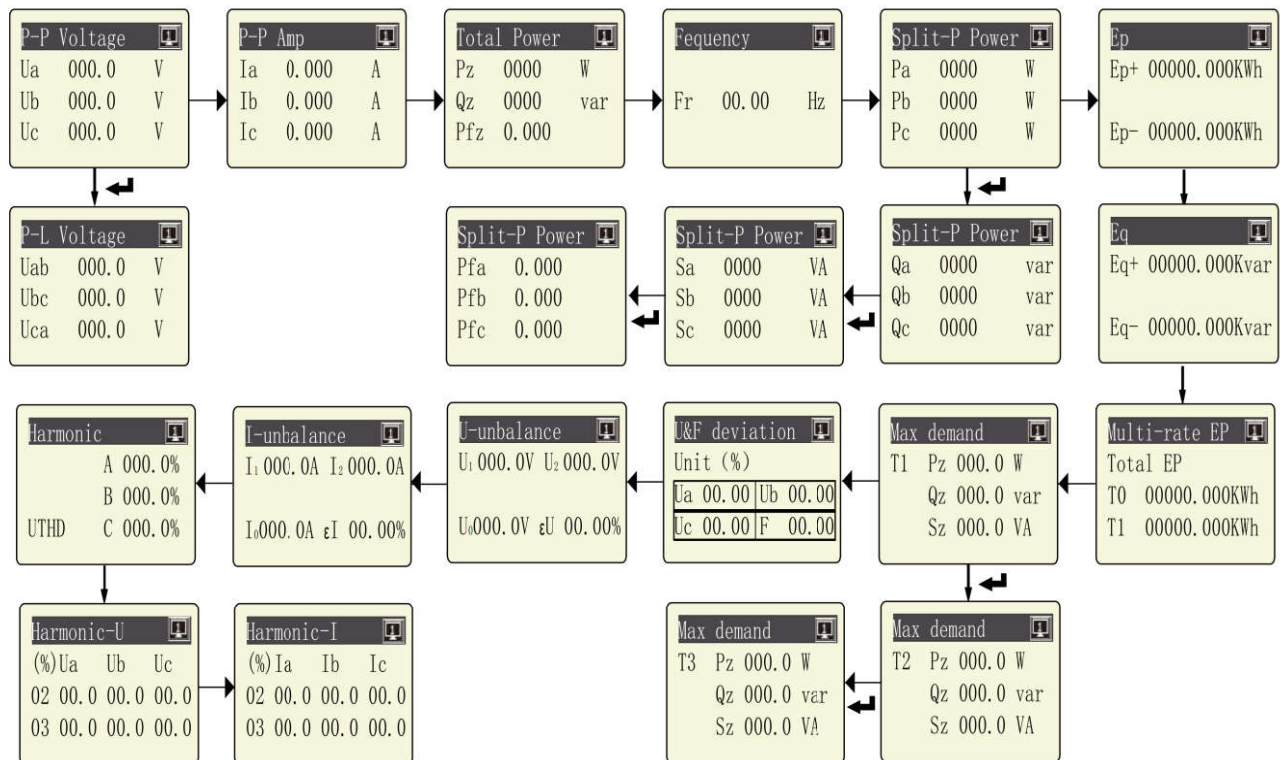 P-P Voltage
Ua 000.0 V
Ub 000.0 V
Uc 000.0 V
P-P Amp
Ia 0.000 A
Ib 0.000 A
Ic 0.000 A
Total Power
Pz 0000 W
Qz 0000 var
Pfz 0.000
Fequency
Fr 00.00 Hz
Split-P Power
Pa 0000 W
Pb 0000 W
Pc 0000 W
Ep
Ep+ 00000.000KWh
Ep- 00000.000KWh
P-L Voltage
Uab 000.0 V
Ubc 000.0 V
Uca 000.0 V
Split-P Power
Pfa 0.000
Pfb 0.000
Pfc 0.000
Split-P Power
Sa 0000 VA
Sb 0000 VA
Sc 0000 VA
Split-P Power
Qa 0000 var
Qb 0000 var
Qc 0000 var
Eq
Eq+ 00000.000Kvar
Eq- 00000.000Kvar
Harmonic
A 000.0%
B 000.0%
UTHD C 000.0%
I-unbalance
I₁ 000.0A I₂ 000.0A
I₀000.0A εI 00.00%
U-unbalance
U₁ 000.0V U₂ 000.0V
U₀000.0V εU 00.00%
U&F deviation
Unit (%)
Ua 00.00 Ub 00.00
Uc 00.00 F 00.00
Max demand
T1 Pz 000.0 W
Qz 000.0 var
Sz 000.0 VA
Multi-rate EP
Total EP
T0 00000.000KWh
T1 00000.000KWh
Harmonic-U
(%)Ua Ub Uc
02 00.0 00.0 00.0
03 00.0 00.0 00.0
Harmonic-I
(%)Ia Ib Ic
02 00.0 00.0 00.0
03 00.0 00.0 00.0
Max demand
T3 Pz 000.0 W
Qz 000.0 var
Sz 000.0 VA
Max demand
T2 Pz 000.0 W
Qz 000.0 var
Sz 000.0 VA